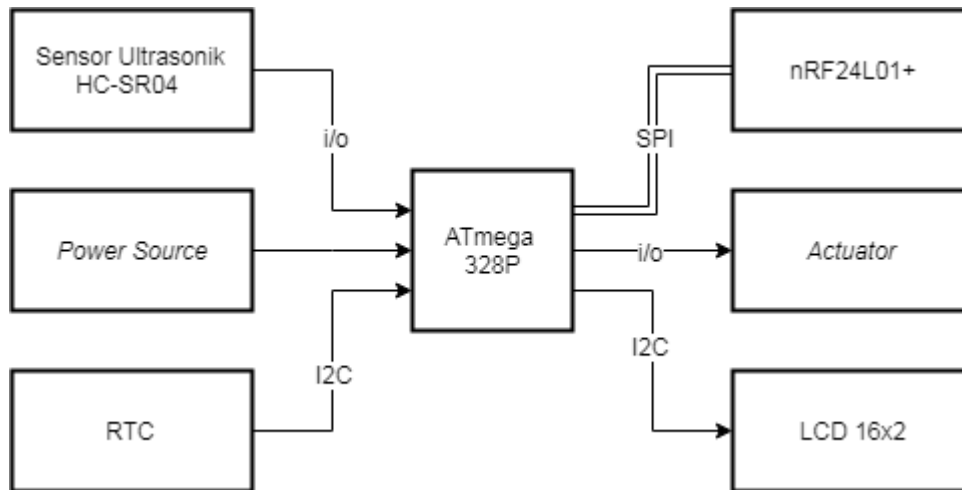 Sensor Ultrasonik
HC-SR04
nRF24L01+
i/o
SPI
Power Source
ATmega
328P
i/o
Actuator
I2C
I2C
RTC
LCD 16x2